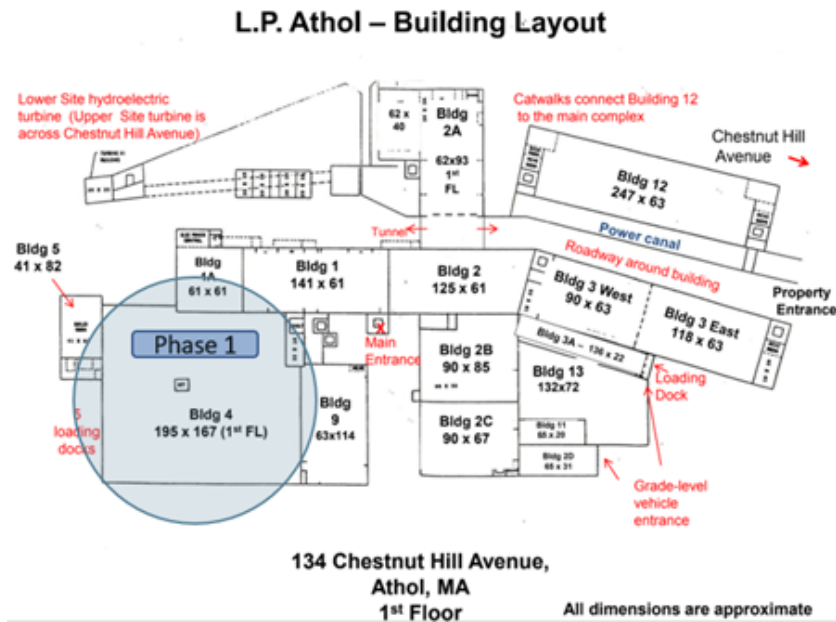 L.P. Athol – Building Layout
Lower Site hydroelectric
turbine (Upper Site turbine is
across Chestnut Hill Avenue)
62 x
40
Bldg
2A
62x93
1st
FL
Catwalks connect Building 12
to the main complex
Chestnut Hill
Avenue
Bldg 12
247 x 63
Power canal
Roadway around building
Tunnel
Bldg 5
41 x 82
Bldg
1A
61 x 61
Bldg 1
141 x 61
Bldg 2
125 x 61
Bldg 3 West
90 x 63
Bldg 3 East
118 x 63
Property
Entrance
Phase 1
Main
Entrance
Bldg 2B
90 x 85
Bldg 3A – 136 x 22
Bldg 13
132x72
Loading
Dock
Bldg 4
195 x 167 (1st FL)
5
loading
docks
Bldg
9
63x114
Bldg 2C
90 x 67
Bldg 11
65 x 20
Bldg 2D
65 x 31
Grade-level
vehicle
entrance
134 Chestnut Hill Avenue,
Athol, MA
1st Floor
All dimensions are approximate